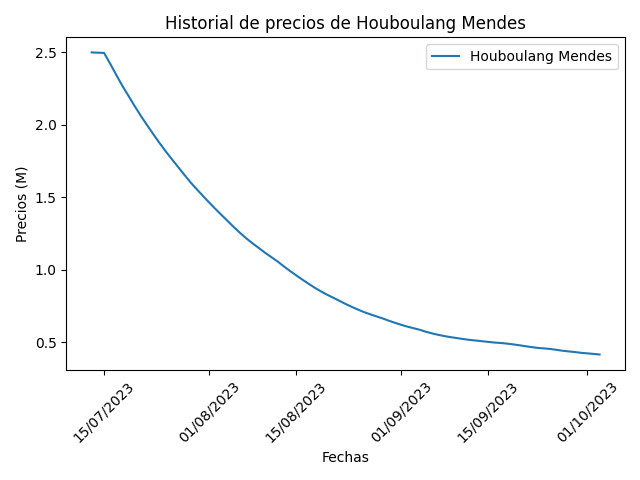 Historial de precios de Houboulang Mendes
Houboulang Mendes
Precios (M)
2.5
2.0
1.5
1.0
0.5
15/07/2023
01/08/2023
15/08/2023
01/09/2023
15/09/2023
01/10/2023
Fechas